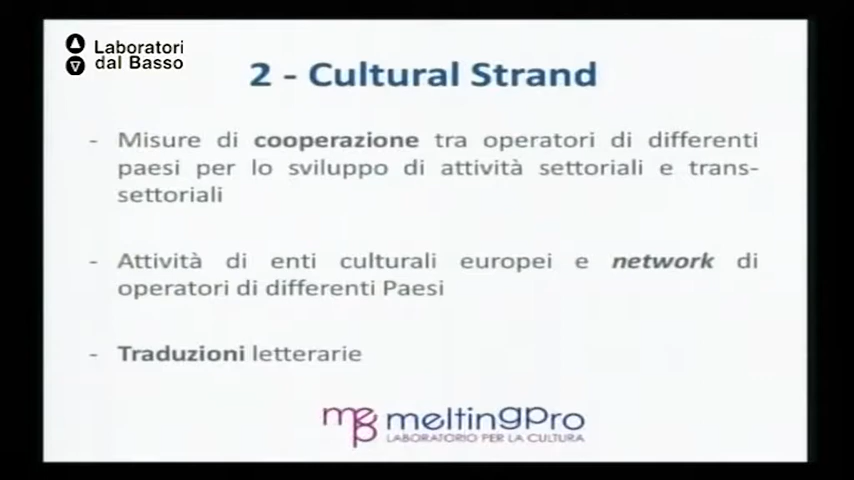 Laboratori
dal Basso
2 - Cultural Strand
- Misure di cooperazione tra operatori di differenti
paesi per lo sviluppo di attività settoriali e trans-
settoriali
- Attività di enti culturali europei e network di
operatori di differenti Paesi
- Traduzioni letterarie
mep meltingpro
LABORATORIO PER LA CULTURA